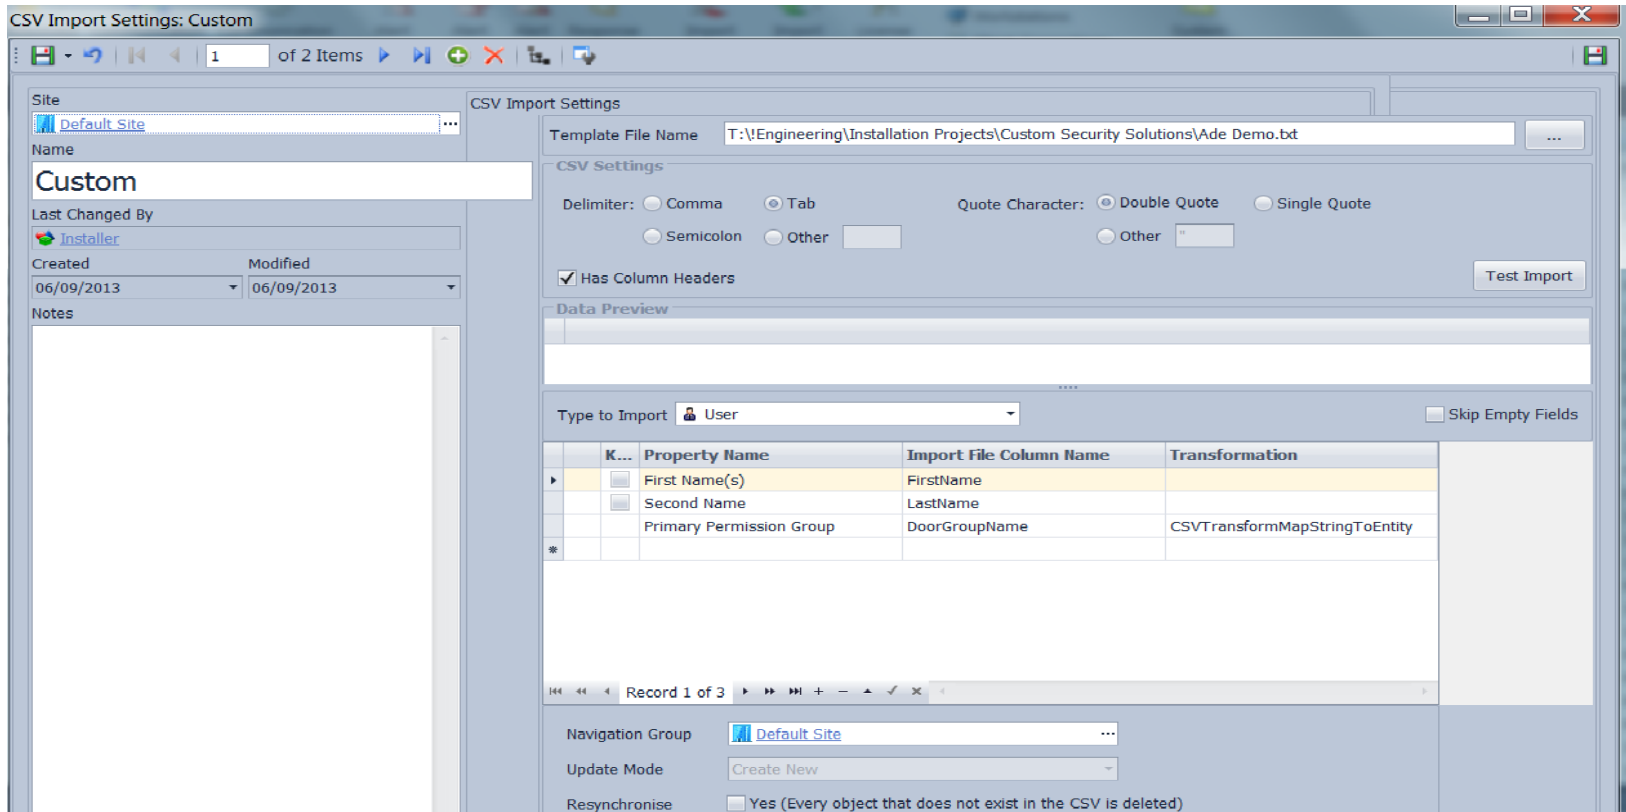 CSV Import Settings: Custom
1 of 2 Items
Site
Default Site ...
Name
Custom
Last Changed By
Installer
Created Modified
06/09/2013 06/09/2013
Notes
CSV Import Settings
Template File Name T:\!Engineering\Installation Projects\Custom Security Solutions\Ade Demo.txt ...
CSV Settings
Delimiter: Comma Tab Quote Character: Double Quote Single Quote
Semicolon Other Other "
Has Column Headers Test Import
Data Preview
Type to Import User Skip Empty Fields
K... Property Name Import File Column Name Transformation
First Name(s) FirstName
Second Name LastName
Primary Permission Group DoorGroupName CSVTransformMapStringToEntity
Record 1 of 3
Navigation Group Default Site ...
Update Mode Create New
Resynchronise Yes (Every object that does not exist in the CSV is deleted)